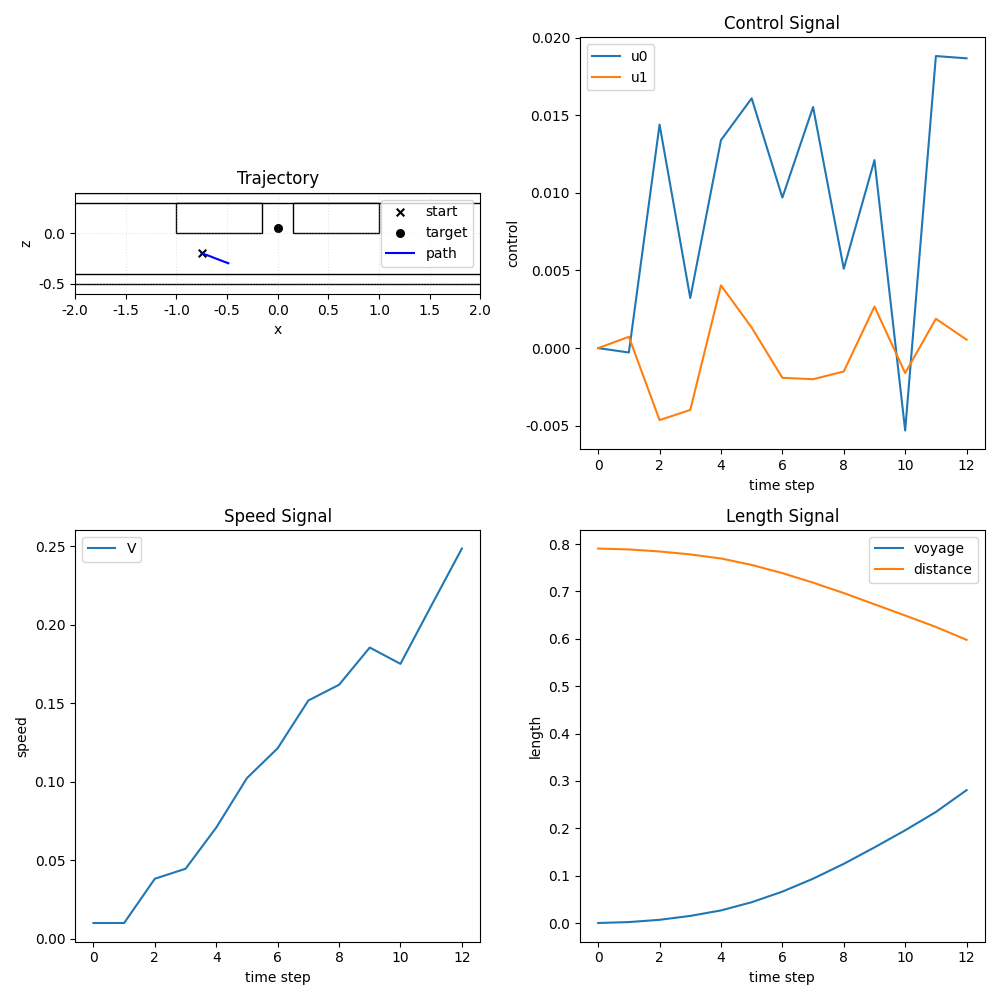 Trajectory
0.0
-0.5
z
start
target
path
-2.0 -1.5 -1.0 -0.5 0.0 0.5 1.0 1.5 2.0
x
Control Signal
0.020
0.015
0.010
0.005
0.000
-0.005
control
u0
u1
0 2 4 6 8 10 12
time step
Speed Signal
0.25
0.20
0.15
0.10
0.05
0.00
speed
V
0 2 4 6 8 10 12
time step
Length Signal
0.8
0.7
0.6
0.5
0.4
0.3
0.2
0.1
0.0
length
voyage
distance
0 2 4 6 8 10 12
time step